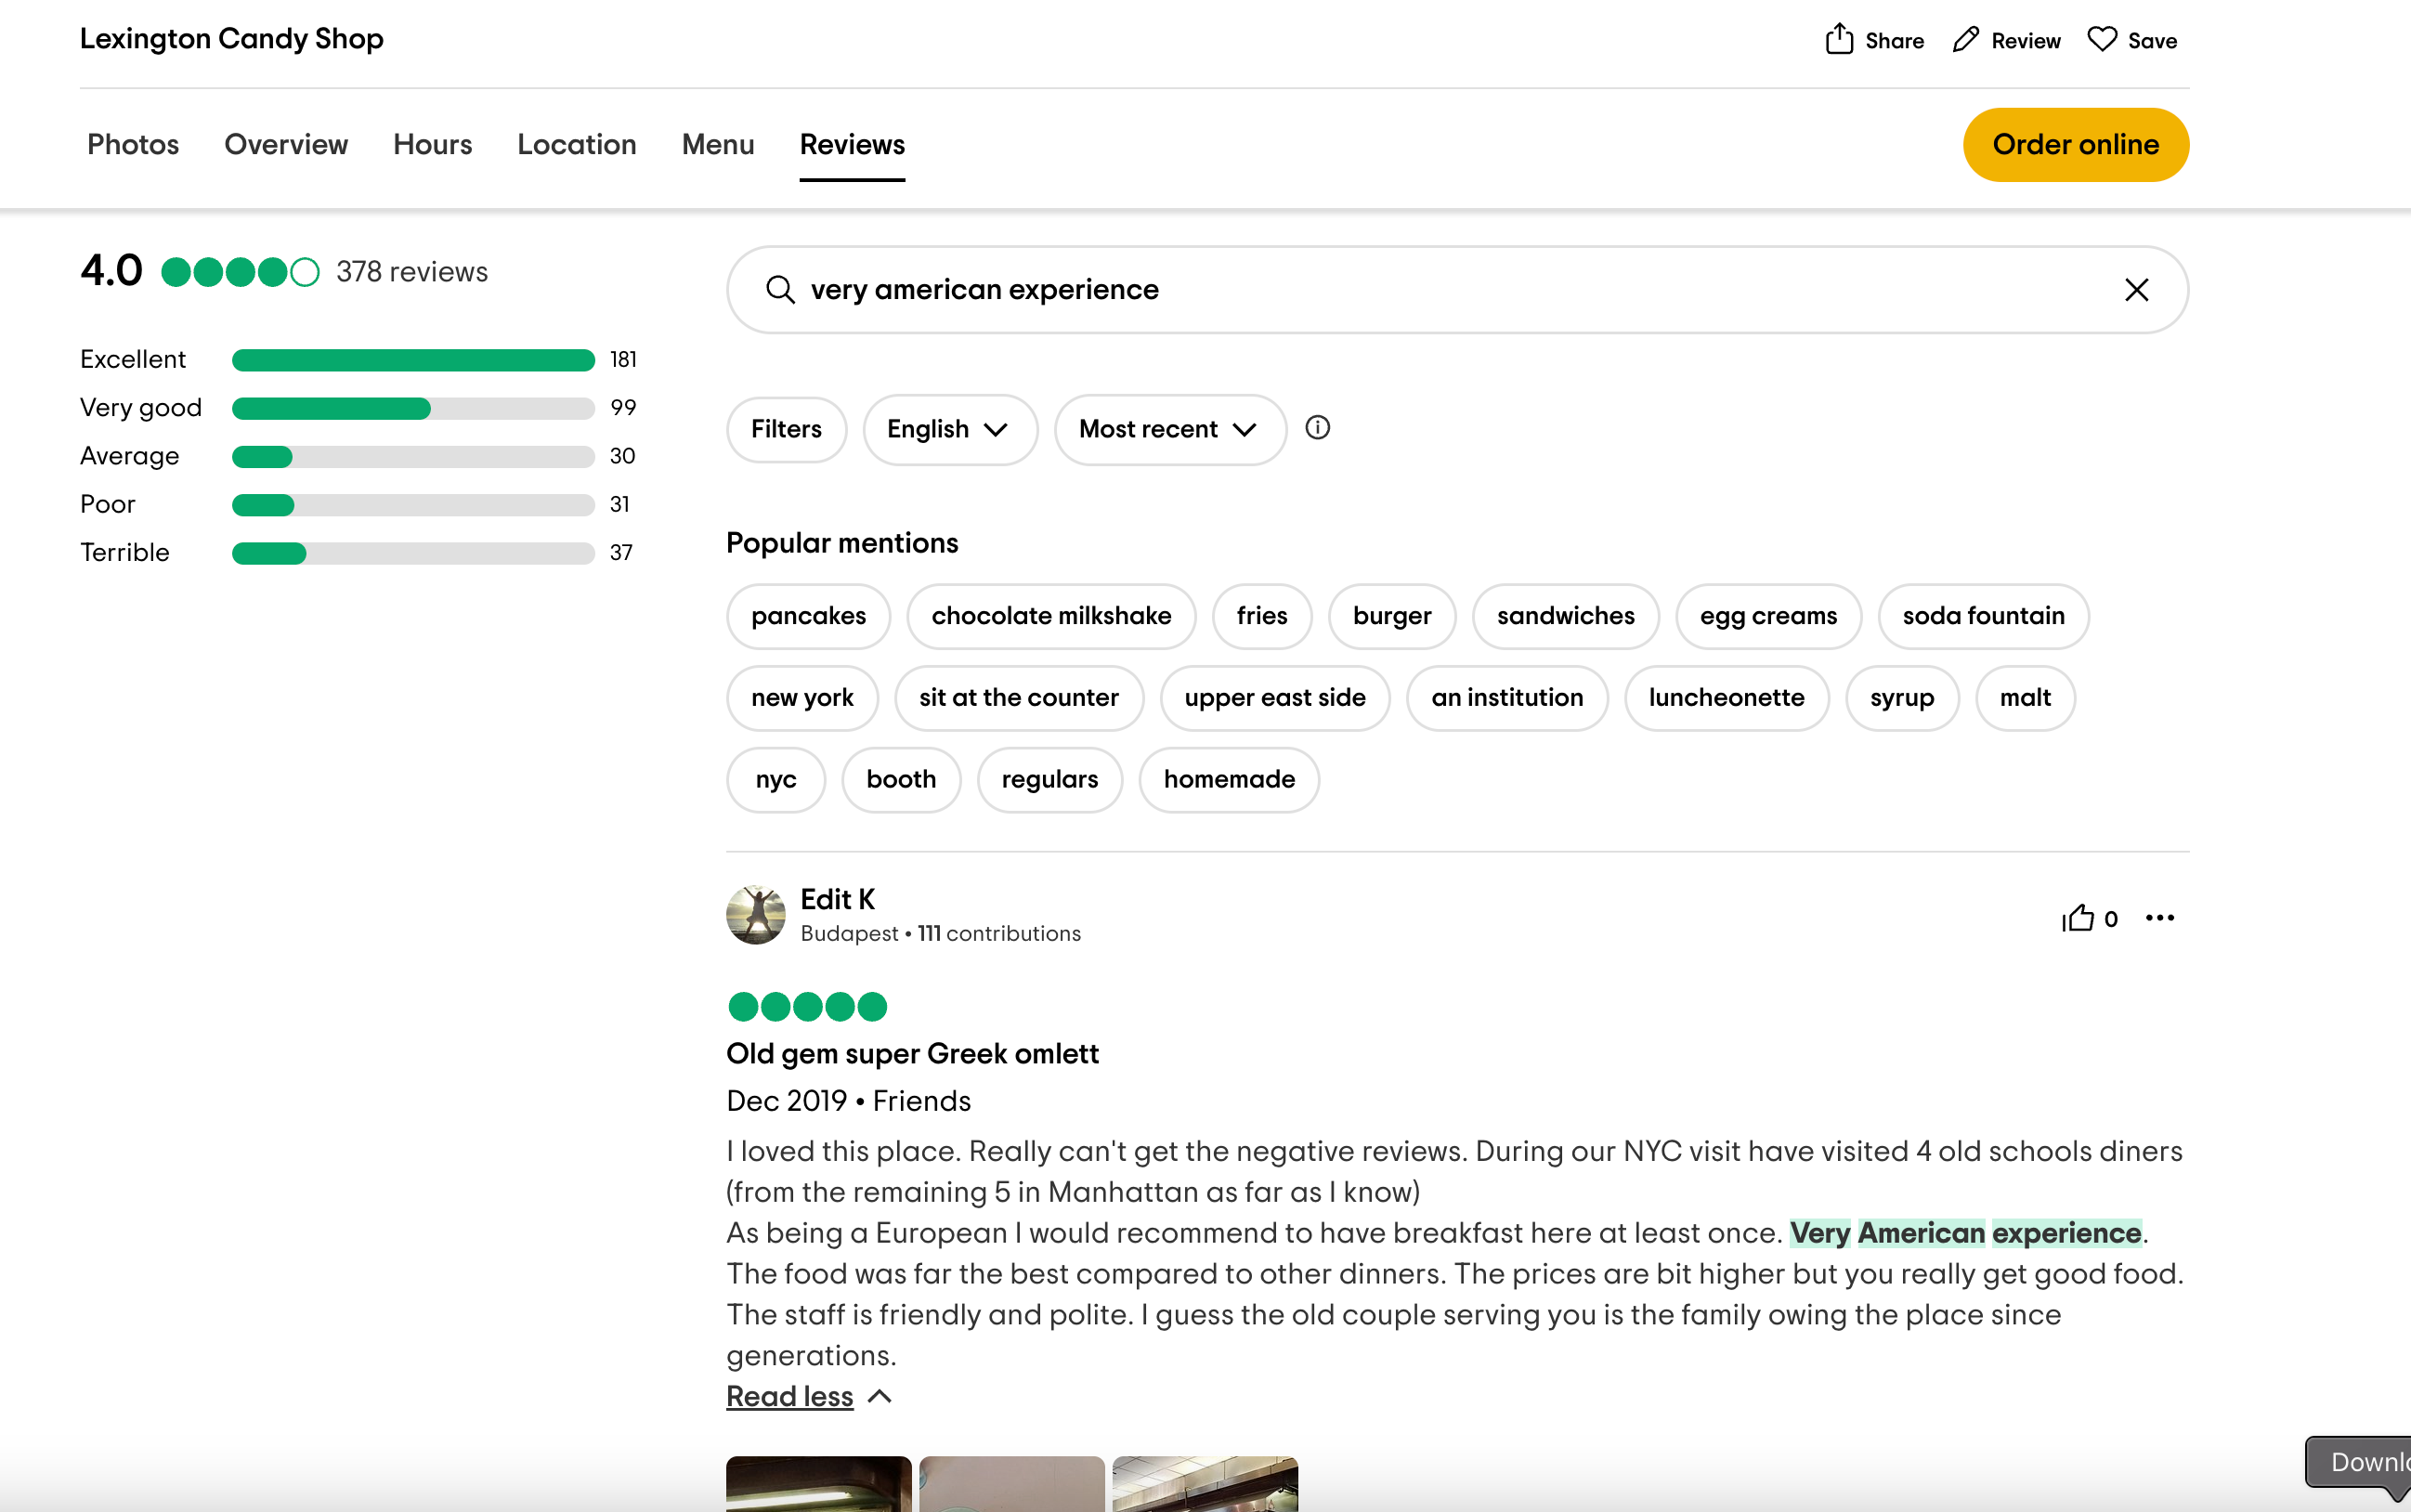 Lexington Candy Shop
Share Review Save
Photos Overview Hours Location Menu Reviews
Order online
4.0 378 reviews
very american experience
Excellent 181
Very good 99
Average 30
Poor 31
Terrible 37
Filters English Most recent
Popular mentions
pancakes chocolate milkshake fries burger sandwiches egg creams soda fountain
new york sit at the counter upper east side an institution luncheonette syrup malt
nyc booth regulars homemade
Edit K
Budapest • 111 contributions
0
Old gem super Greek omlett
Dec 2019 • Friends
I loved this place. Really can't get the negative reviews. During our NYC visit have visited 4 old schools diners
(from the remaining 5 in Manhattan as far as I know)
As being a European I would recommend to have breakfast here at least once. Very American experience.
The food was far the best compared to other dinners. The prices are bit higher but you really get good food.
The staff is friendly and polite. I guess the old couple serving you is the family owing the place since
generations.
Read less